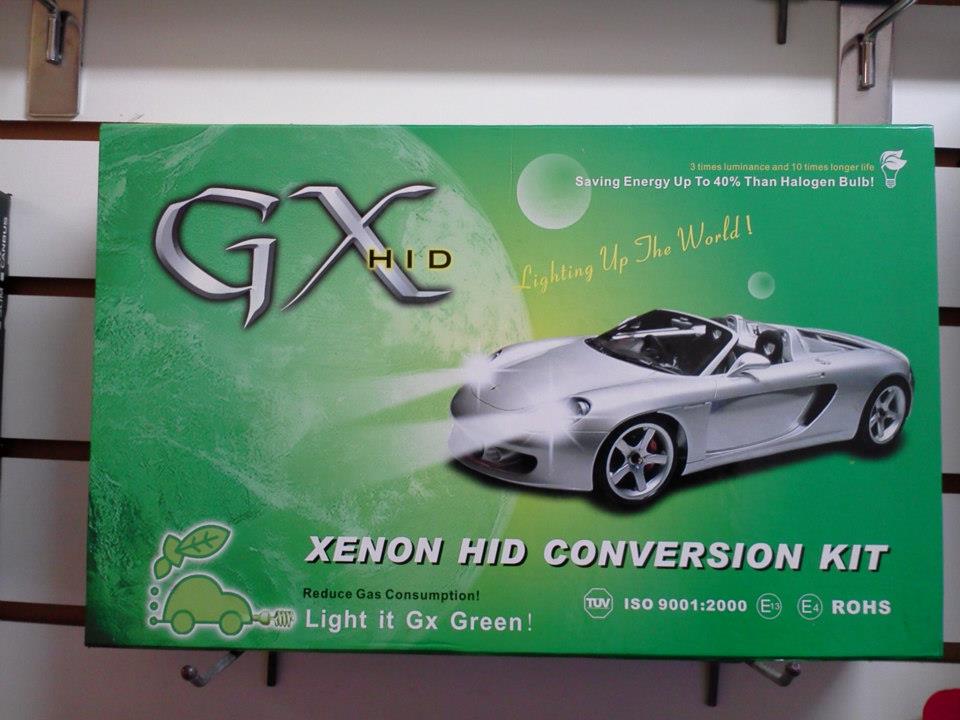 GX
HID
3 times luminance and 10 times longer life
Saving Energy Up To 40% Than Halogen Bulb!
Lighting Up The World!
XENON HID CONVERSION KIT
Reduce Gas Consumption!
Light it Gx Green!
TUV ISO 9001:2000 E13 E4 ROHS
CANBUS